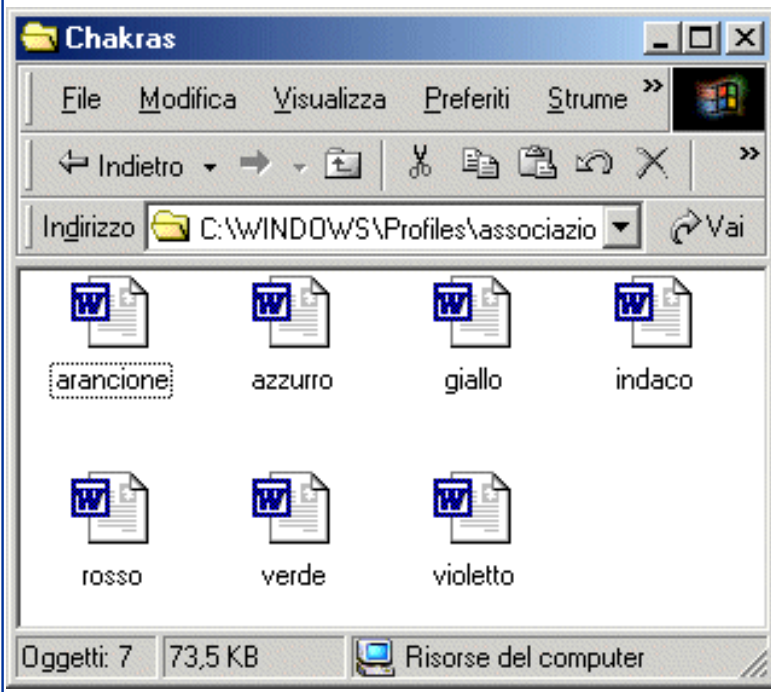 Chakras
File Modifica Visualizza Preferiti Strume »
Indietro »
Indirizzo C:\WINDOWS\Profiles\associazio Vai
arancione azzurro giallo indaco
rosso verde violetto
Oggetti: 7 73,5 KB Risorse del computer